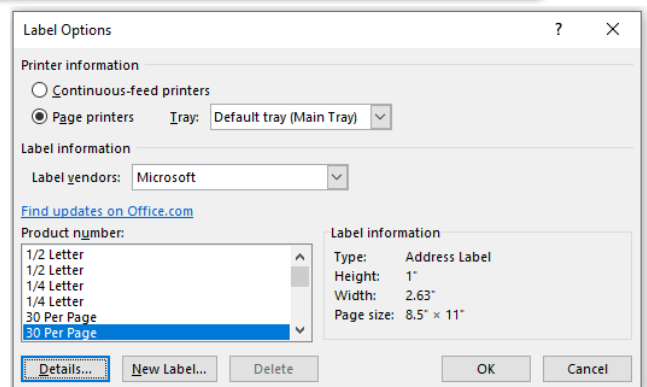 Label Options ? ×
Printer information
Continuous-feed printers
Page printers Tray: Default tray (Main Tray)
Label information
Label vendors: Microsoft
Find updates on Office.com
Product number:
1/2 Letter
1/2 Letter
1/4 Letter
1/4 Letter
30 Per Page
30 Per Page
Label information
Type: Address Label
Height: 1"
Width: 2.63"
Page size: 8.5" × 11"
Details... New Label... Delete OK Cancel